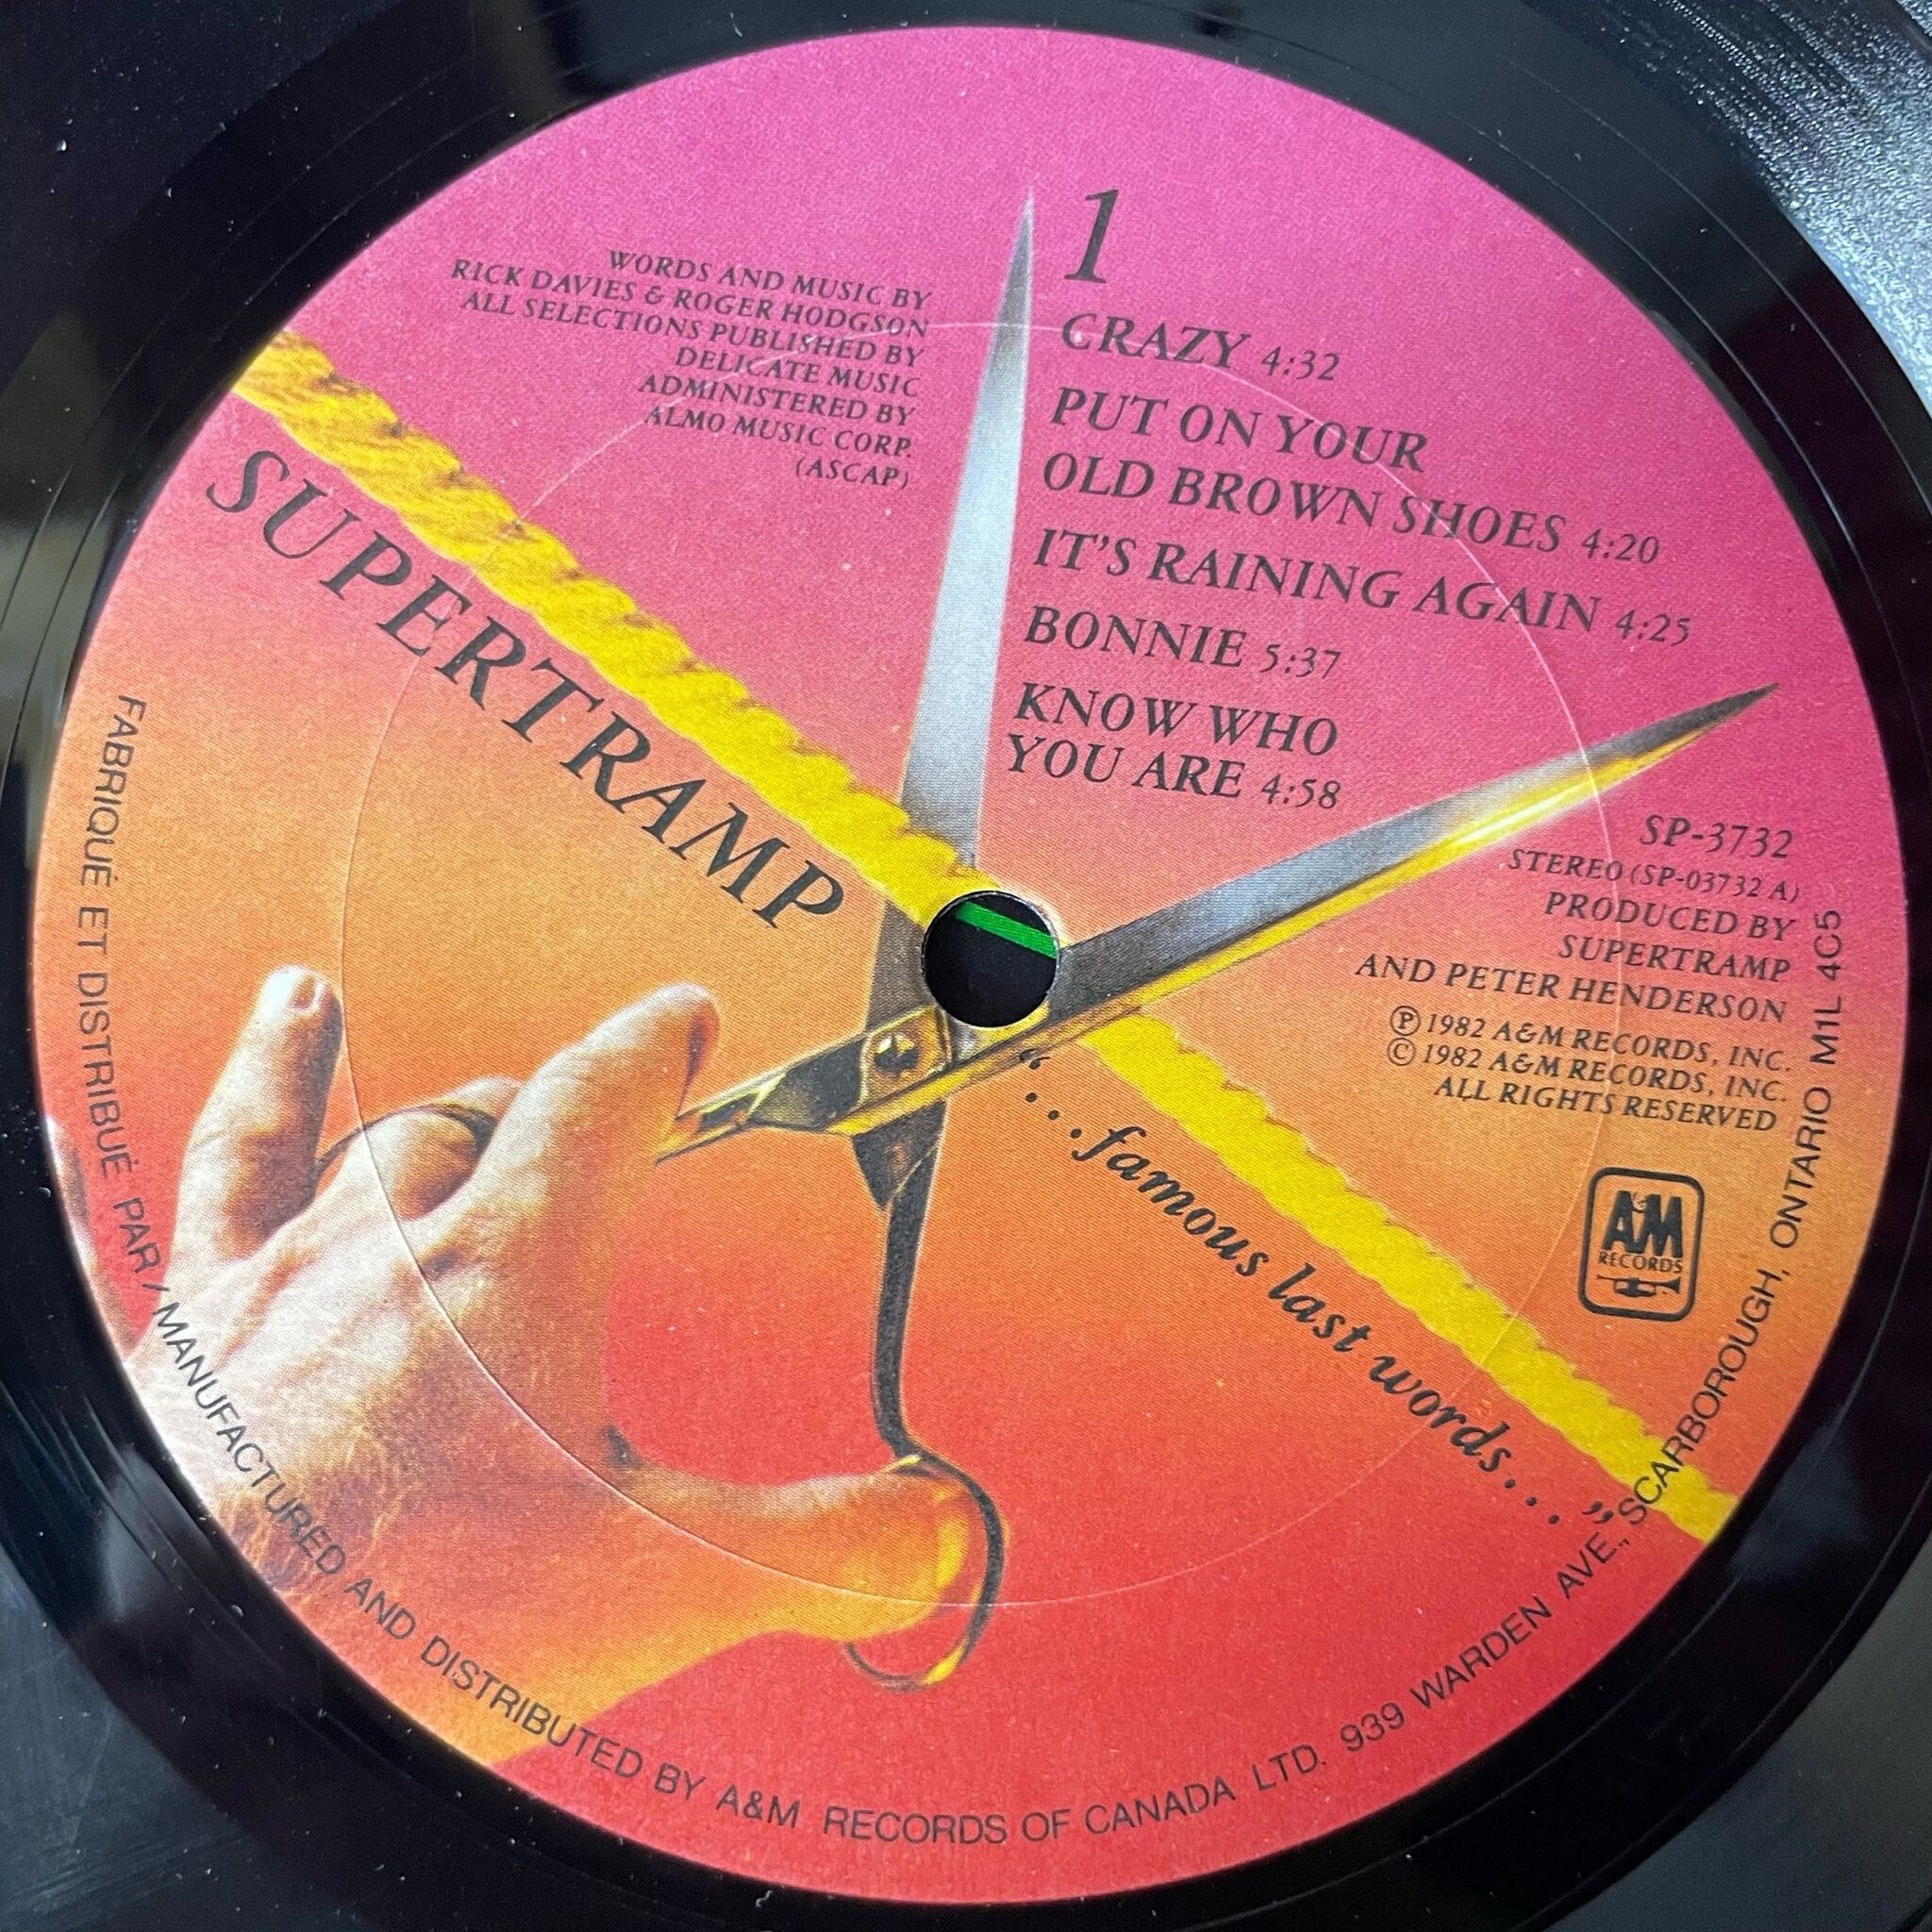 1
WORDS AND MUSIC BY
RICK DAVIES & ROGER HODGSON
ALL SELECTIONS PUBLISHED BY
DELICATE MUSIC
ADMINISTERED BY
ALMO MUSIC CORP.
(ASCAP)
CRAZY 4:32
PUT ON YOUR
OLD BROWN SHOES 4:20
IT'S RAINING AGAIN 4:25
BONNIE 5:37
KNOW WHO
YOU ARE 4:58
SUPERTRAMP
SP-3732
STEREO (SP-03732 A)
PRODUCED BY
SUPERTRAMP
AND PETER HENDERSON
Ⓟ 1982 A&M RECORDS, INC.
© 1982 A&M RECORDS, INC.
ALL RIGHTS RESERVED
"...famous last words..."
A&M
RECORDS
FABRIQUÉ ET DISTRIBUÉ PAR / MANUFACTURED AND DISTRIBUTED BY A&M RECORDS OF CANADA LTD. 939 WARDEN AVE., SCARBOROUGH, ONTARIO M1L 4C5